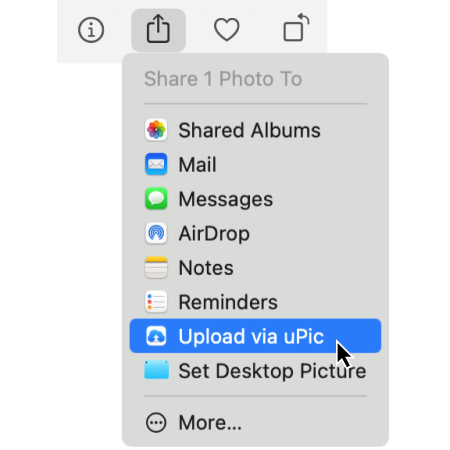 Share 1 Photo To
Shared Albums
Mail
Messages
AirDrop
Notes
Reminders
Upload via uPic
Set Desktop Picture
More...